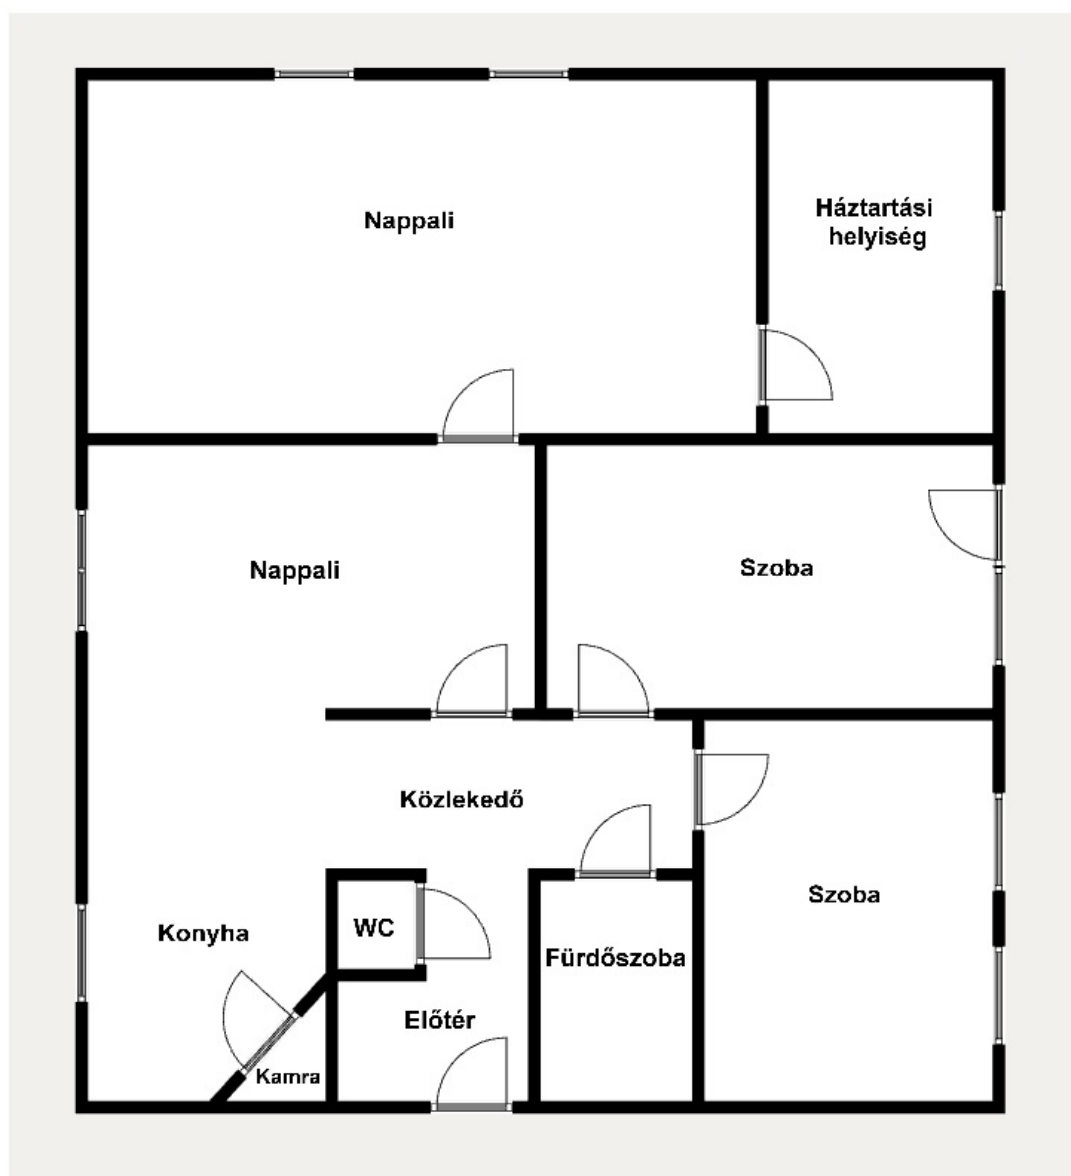 Nappali
Háztartási
helyiség
Nappali
Szoba
Közlekedő
Szoba
Konyha
WC
Fürdőszoba
Előtér
Kamra